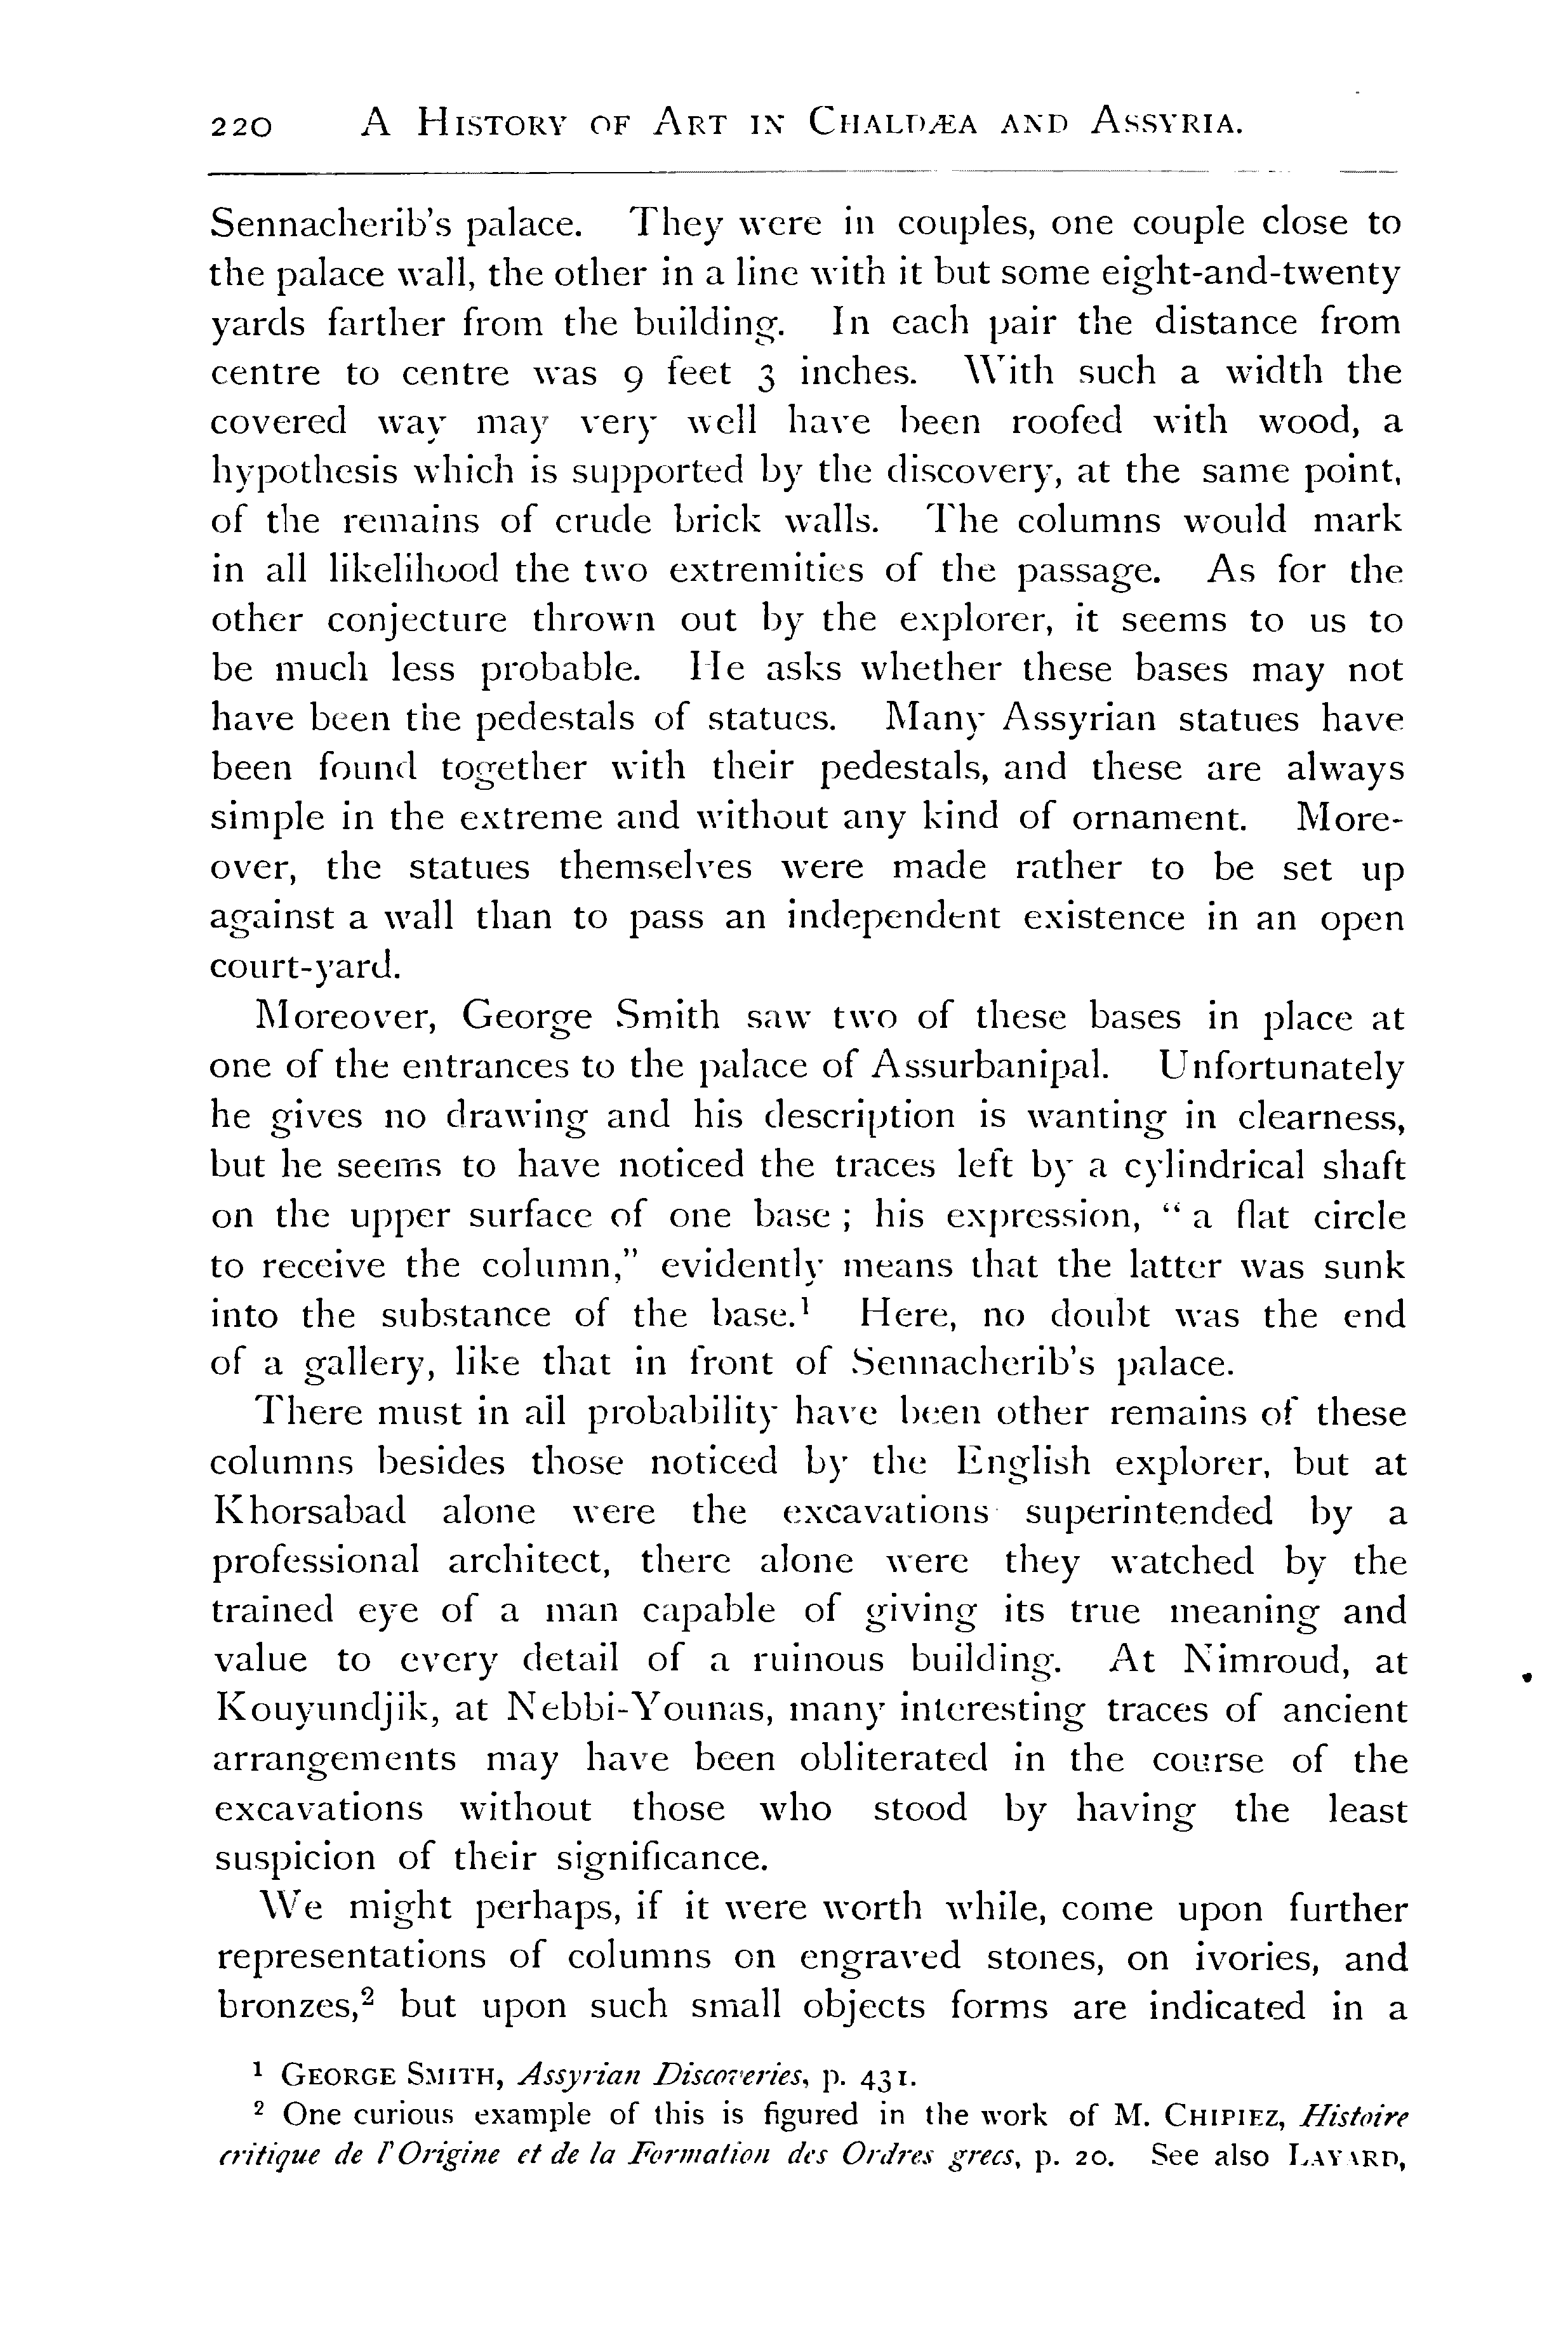 220 A History of Art in Chaldæa and Assyria.
Sennacherib's palace. They were in couples, one couple close to
the palace wall, the other in a line with it but some eight-and-twenty
yards farther from the building. In each pair the distance from
centre to centre was 9 feet 3 inches. With such a width the
covered way may very well have been roofed with wood, a
hypothesis which is supported by the discovery, at the same point,
of the remains of crude brick walls. The columns would mark
in all likelihood the two extremities of the passage. As for the
other conjecture thrown out by the explorer, it seems to us to
be much less probable. He asks whether these bases may not
have been the pedestals of statues. Many Assyrian statues have
been found together with their pedestals, and these are always
simple in the extreme and without any kind of ornament. More-
over, the statues themselves were made rather to be set up
against a wall than to pass an independent existence in an open
court-yard.
Moreover, George Smith saw two of these bases in place at
one of the entrances to the palace of Assurbanipal. Unfortunately
he gives no drawing and his description is wanting in clearness,
but he seems to have noticed the traces left by a cylindrical shaft
on the upper surface of one base ; his expression, “ a flat circle
to receive the column,” evidently means that the latter was sunk
into the substance of the base.¹ Here, no doubt was the end
of a gallery, like that in front of Sennacherib's palace.
There must in all probability have been other remains of these
columns besides those noticed by the English explorer, but at
Khorsabad alone were the excavations superintended by a
professional architect, there alone were they watched by the
trained eye of a man capable of giving its true meaning and
value to every detail of a ruinous building. At Nimroud, at
Kouyundjik, at Nebbi-Younas, many interesting traces of ancient
arrangements may have been obliterated in the course of the
excavations without those who stood by having the least
suspicion of their significance.
We might perhaps, if it were worth while, come upon further
representations of columns on engraved stones, on ivories, and
bronzes,² but upon such small objects forms are indicated in a
¹ George Smith, Assyrian Discoveries, p. 431.
² One curious example of this is figured in the work of M. Chipiez, Histoire
critique de l'Origine et de la Formation des Ordres grecs, p. 20. See also Layard,